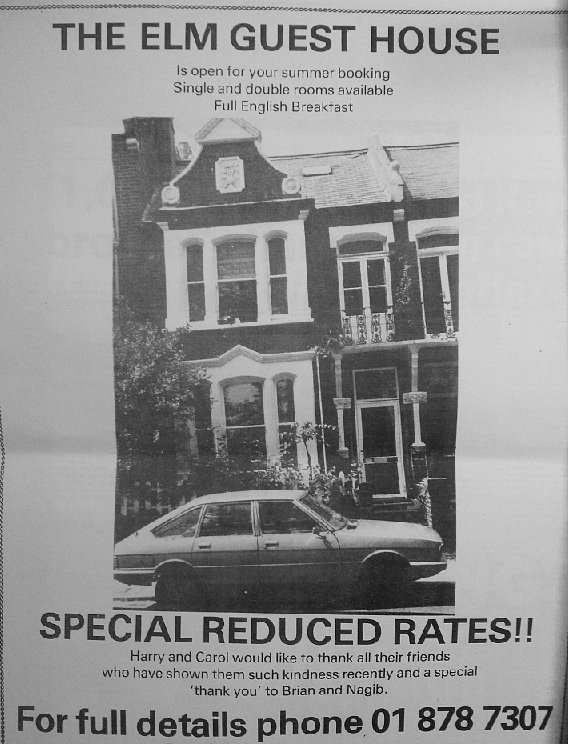 THE ELM GUEST HOUSE
Is open for your summer booking
Single and double rooms available
Full English Breakfast
SPECIAL REDUCED RATES!!
Harry and Carol would like to thank all their friends
who have shown them such kindness recently and a special
'thank you' to Brian and Nagib.
For full details phone 01 878 7307